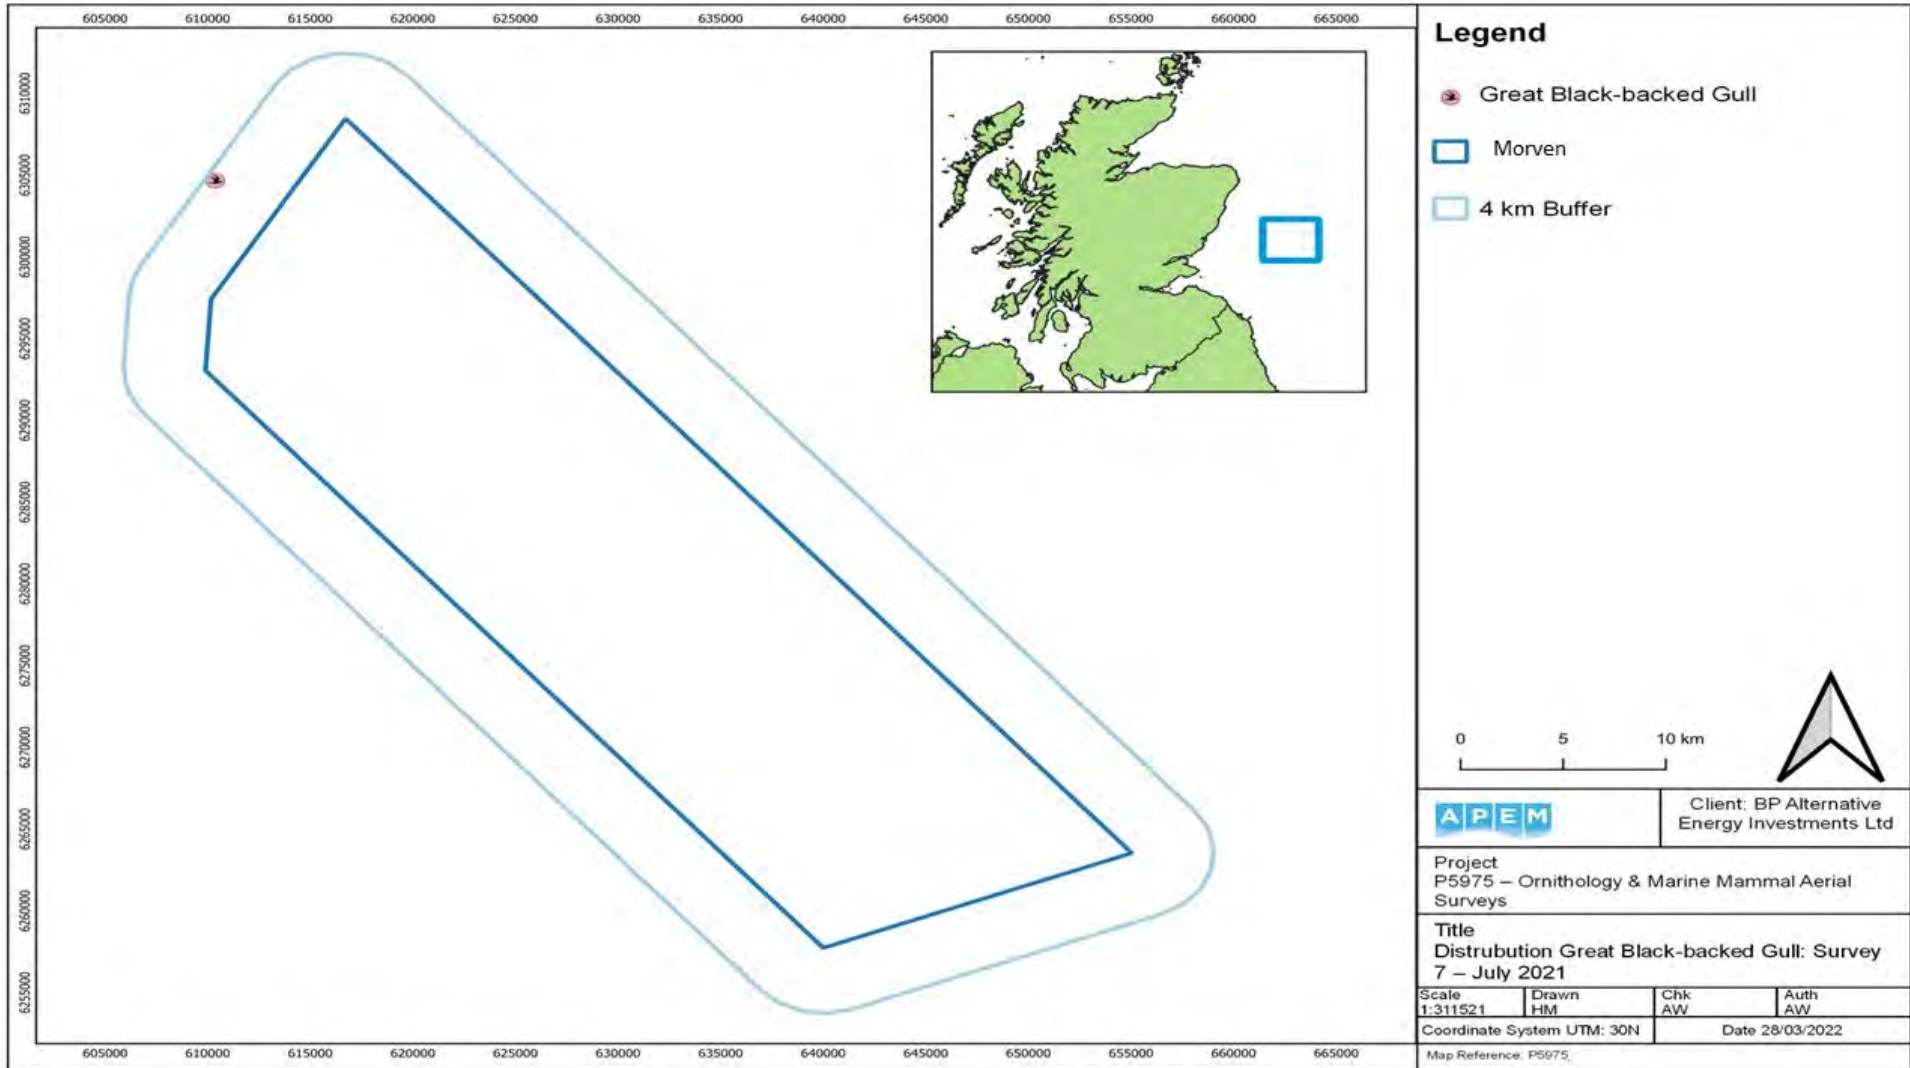 605000 610000 615000 620000 625000 630000 635000 640000 645000 650000 655000 660000 665000
6310000
6305000
6300000
6295000
6290000
6285000
6280000
6275000
6270000
6265000
6260000
6255000
605000 610000 615000 620000 625000 630000 635000 640000 645000 650000 655000 660000 665000
Legend
Great Black-backed Gull
Morven
4 km Buffer
0 5 10 km
APEM
Client: BP Alternative
Energy Investments Ltd
Project
P5975 – Ornithology & Marine Mammal Aerial
Surveys
Title
Distrubution Great Black-backed Gull: Survey
7 – July 2021
Scale
1:311521
Drawn
HM
Chk
AW
Auth
AW
Coordinate System UTM: 30N
Date 28/03/2022
Map Reference: P5975